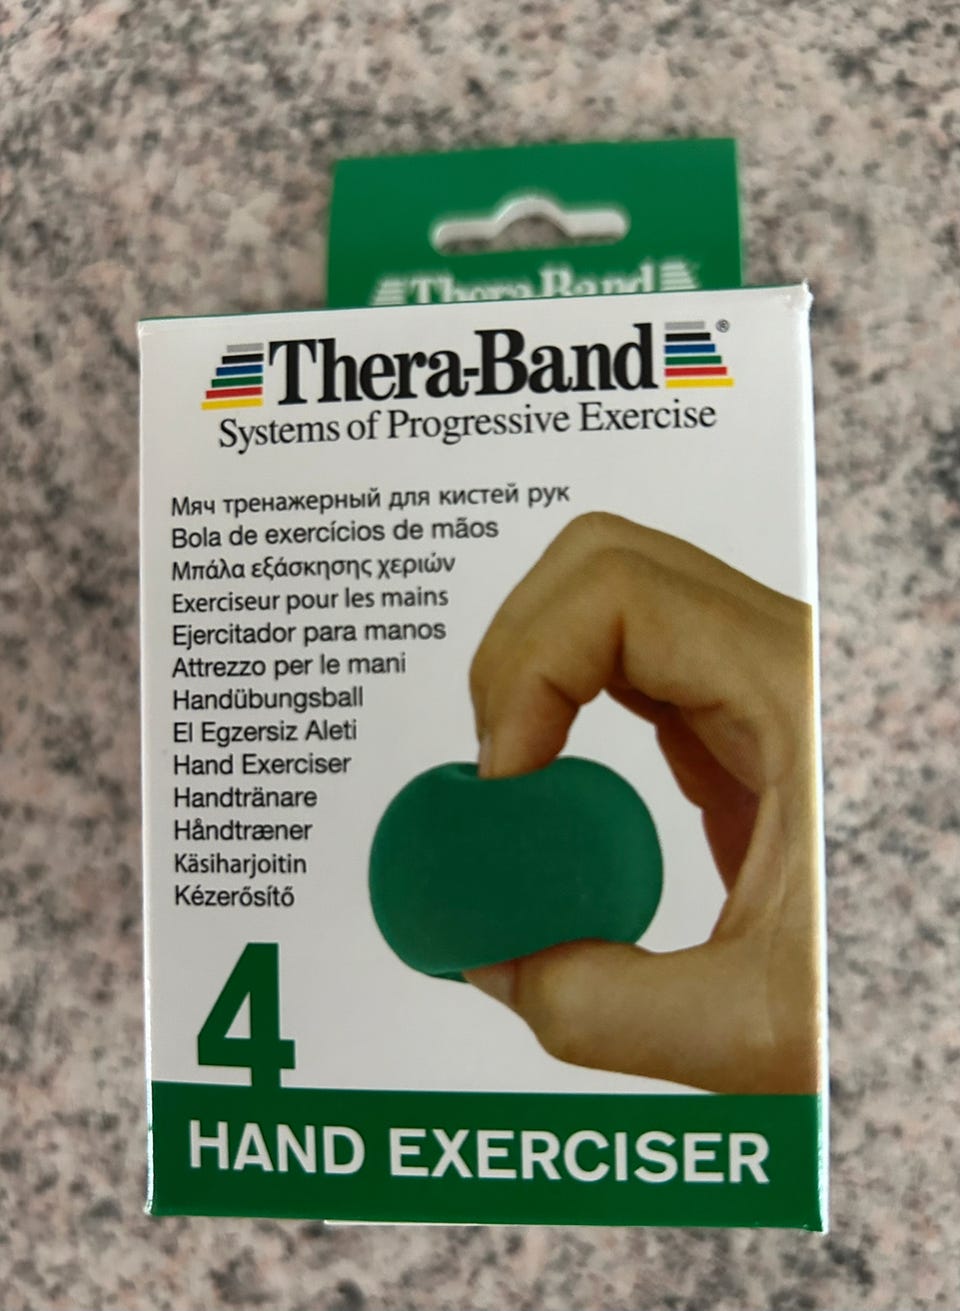 Thera-Band
Thera-Band®
Systems of Progressive Exercise
Мяч тренажерный для кистей рук
Bola de exercícios de mãos
Μπάλα εξάσκησης χεριών
Exerciseur pour les mains
Ejercitador para manos
Attrezzo per le mani
Handübungsball
El Egzersiz Aleti
Hand Exerciser
Handtränare
Håndtræner
Käsiharjoitin
Kézerősítő
4
HAND EXERCISER